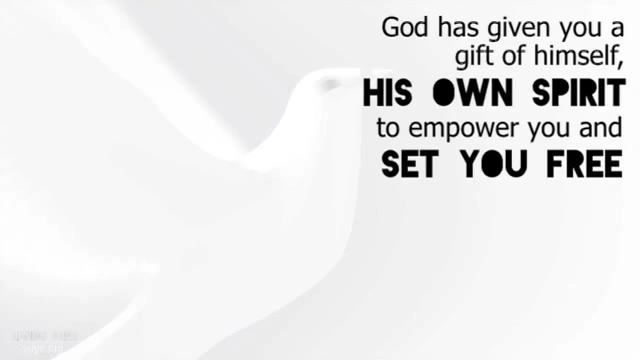 God has given you a
gift of himself,
HIS OWN SPIRIT
to empower you and
SET YOU FREE